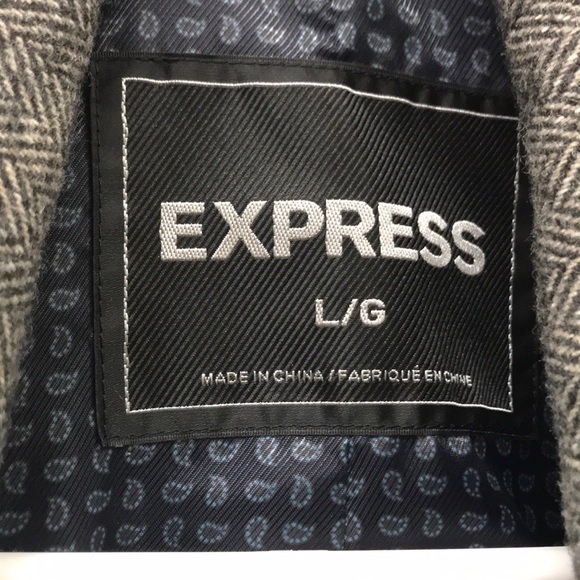 EXPRESS
L/G
MADE IN CHINA / FABRIQUÉ EN CHINE